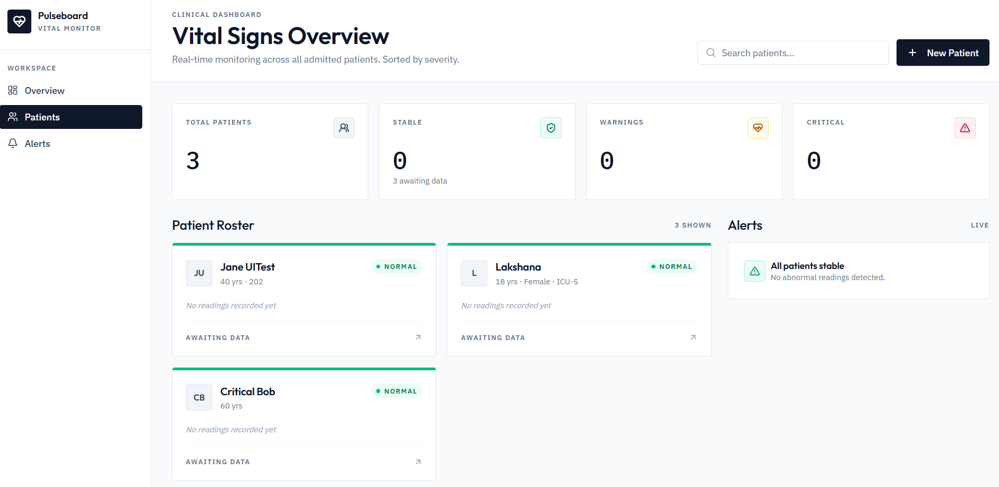 Pulseboard
VITAL MONITOR
WORKSPACE
Overview
Patients
Alerts
CLINICAL DASHBOARD
Vital Signs Overview
Real-time monitoring across all admitted patients. Sorted by severity.
Search patients...
New Patient
TOTAL PATIENTS
3
STABLE
0
3 awaiting data
WARNINGS
0
CRITICAL
0
Patient Roster
3 SHOWN
JU
Jane UITest
NORMAL
40 yrs · 202
No readings recorded yet
AWAITING DATA
L
Lakshana
NORMAL
18 yrs · Female · ICU-5
No readings recorded yet
AWAITING DATA
CB
Critical Bob
NORMAL
60 yrs
No readings recorded yet
AWAITING DATA
Alerts
LIVE
All patients stable
No abnormal readings detected.